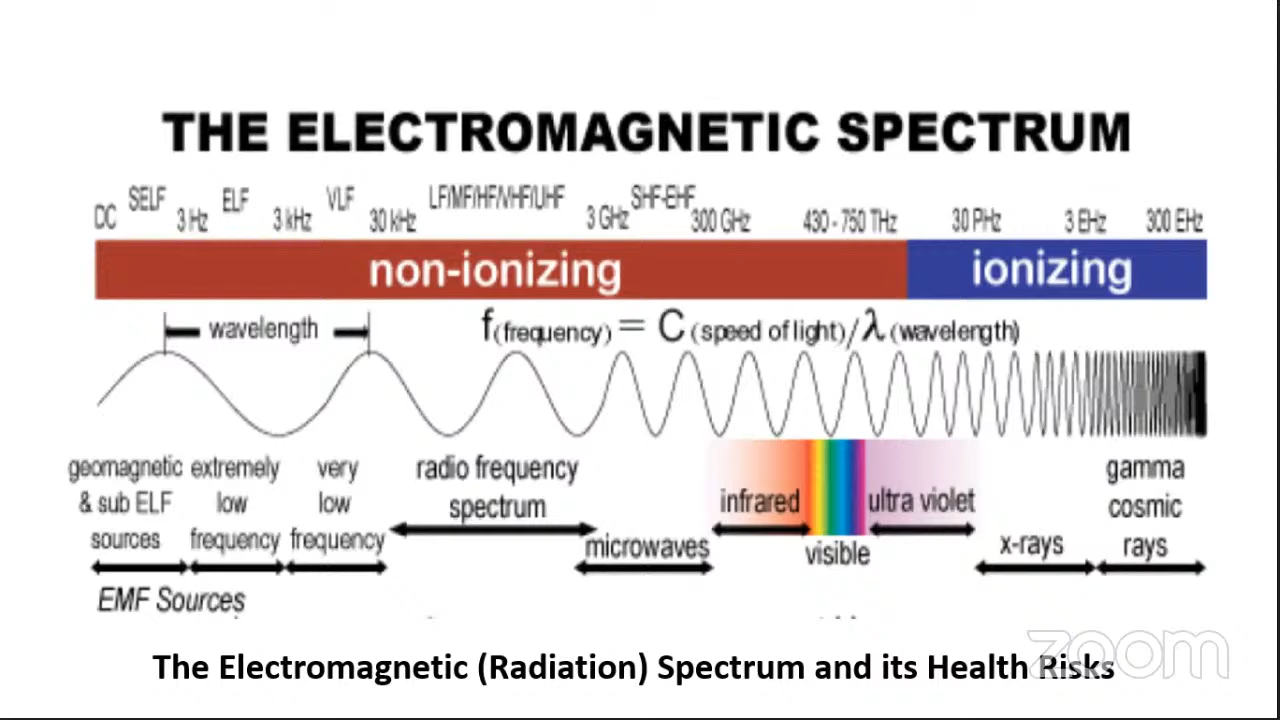 THE ELECTROMAGNETIC SPECTRUM
DC SELF 3 Hz ELF 3 kHz VLF 30 kHz LF/MF/HF/VHF/UHF 3 GHz SHF-EHF 300 GHz 430 - 750 THz 30 PHz 3 EHz 300 EHz
non-ionizing ionizing
wavelength f(frequency) = C (speed of light)/λ (wavelength)
geomagnetic & sub ELF sources
extremely low frequency
very low frequency
radio frequency spectrum
microwaves
infrared
visible
ultra violet
x-rays
gamma cosmic rays
EMF Sources
The Electromagnetic (Radiation) Spectrum and its Health Risks
zoom